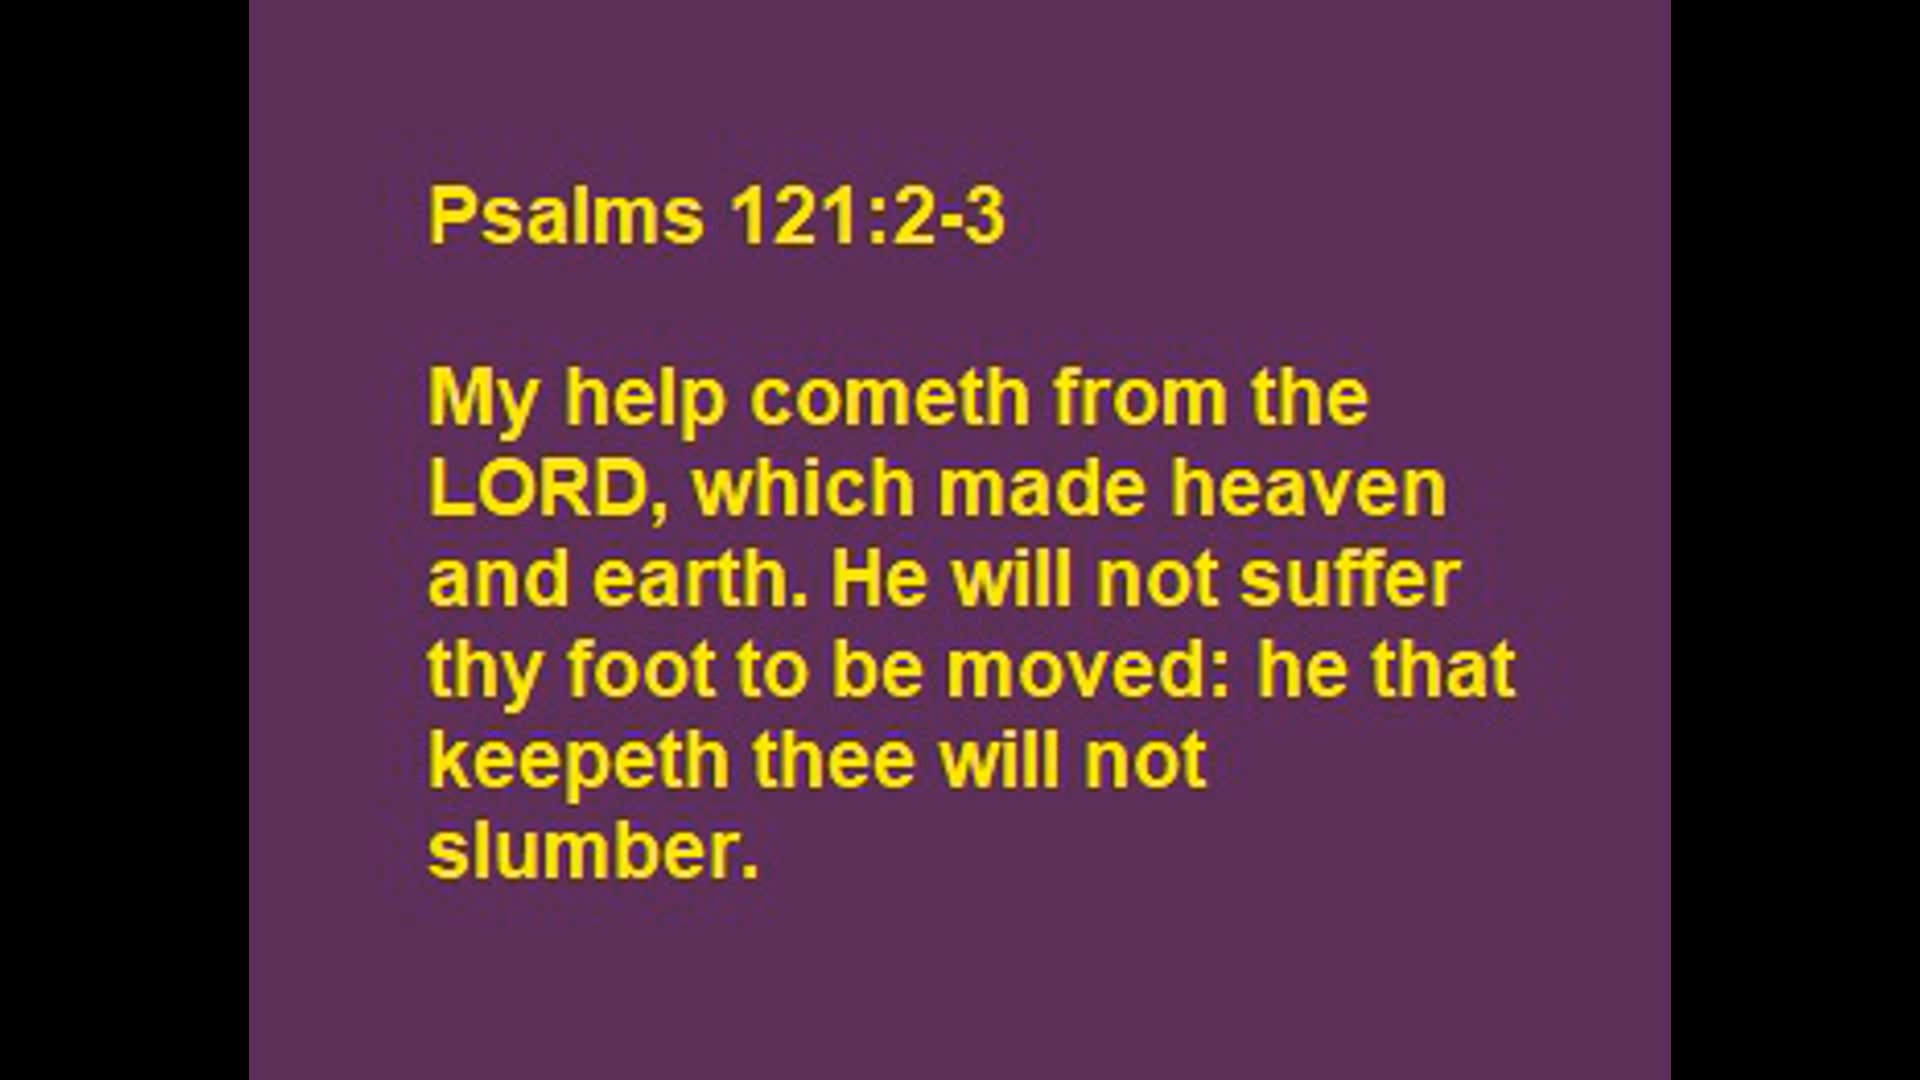 Psalms 121:2-3
My help cometh from the
LORD, which made heaven
and earth. He will not suffer
thy foot to be moved: he that
keepeth thee will not
slumber.